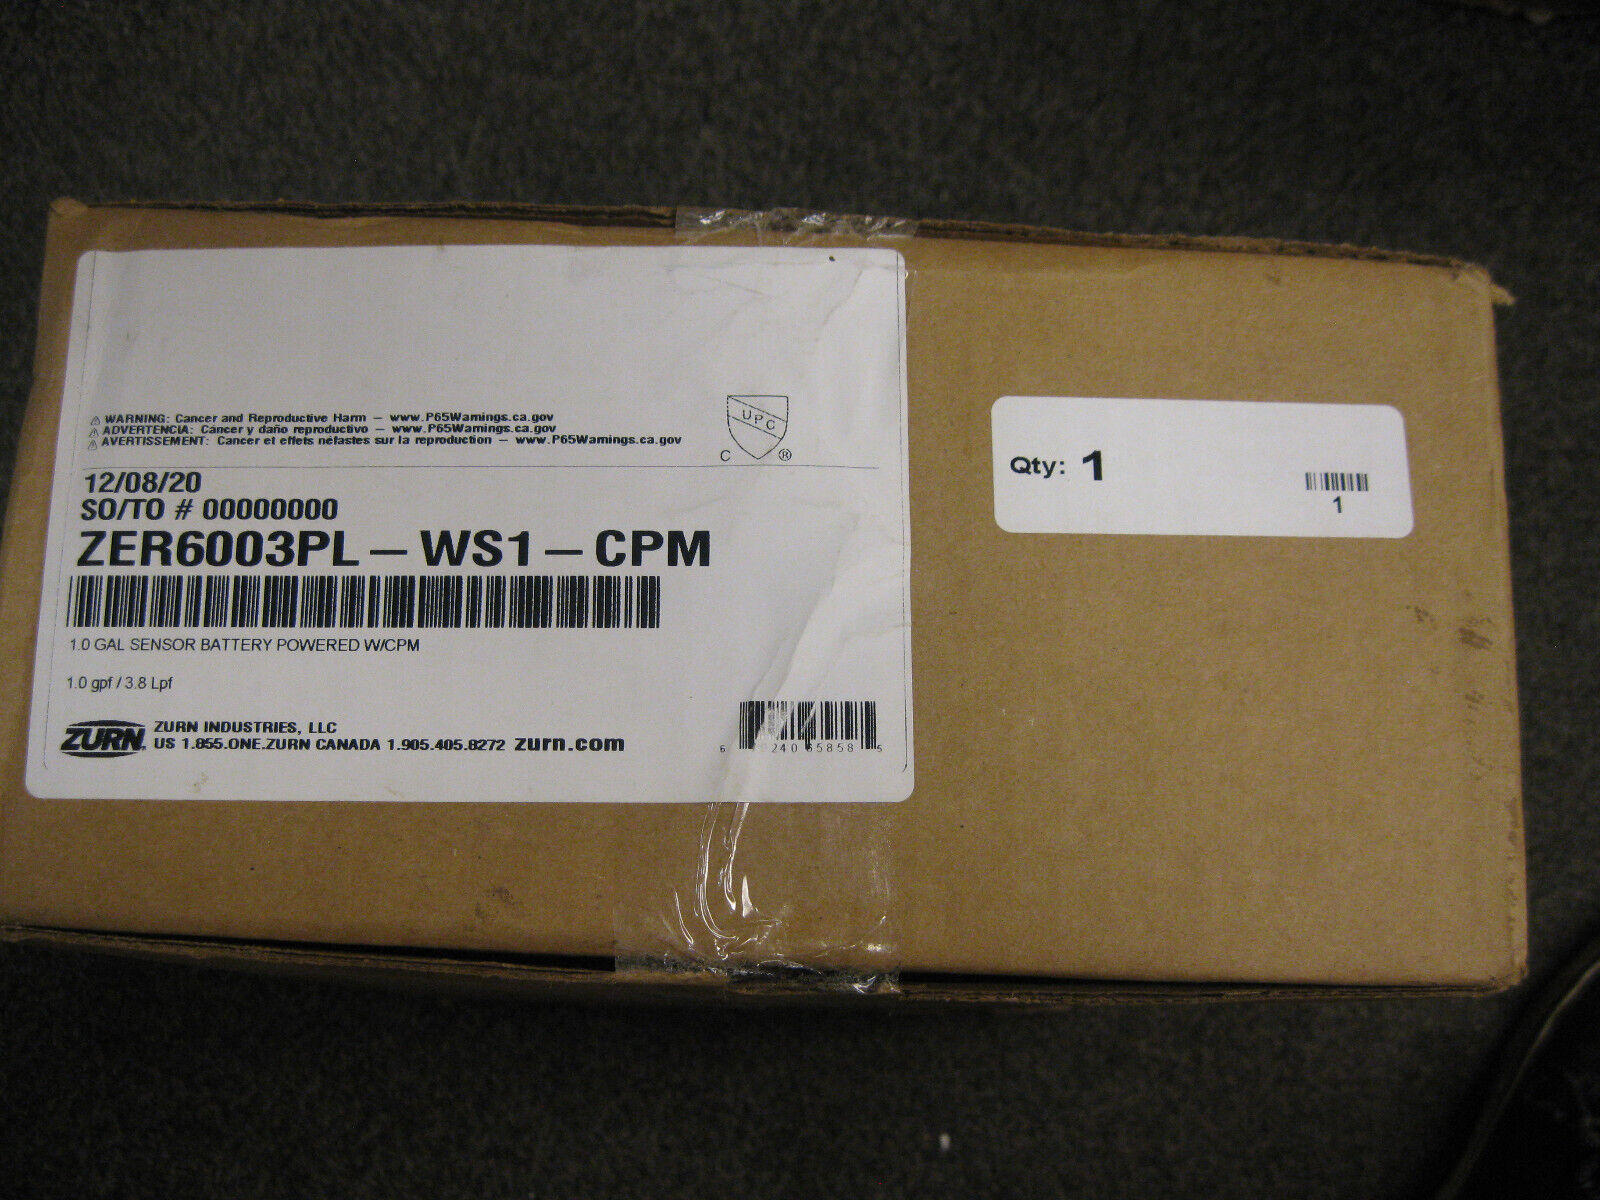 WARNING: Cancer and Reproductive Harm – www.P65Warnings.ca.gov
ADVERTENCIA: Cáncer y daño reproductivo – www.P65Warnings.ca.gov
AVERTISSEMENT: Cancer et effets néfastes sur la reproduction – www.P65Warnings.ca.gov
UPC
C ®
12/08/20
SO/TO # 00000000
ZER6003PL–WS1–CPM
1.0 GAL SENSOR BATTERY POWERED W/CPM
1.0 gpf / 3.8 Lpf
ZURN
ZURN INDUSTRIES, LLC
US 1.855.ONE.ZURN CANADA 1.905.405.8272 zurn.com
Qty: 1
1